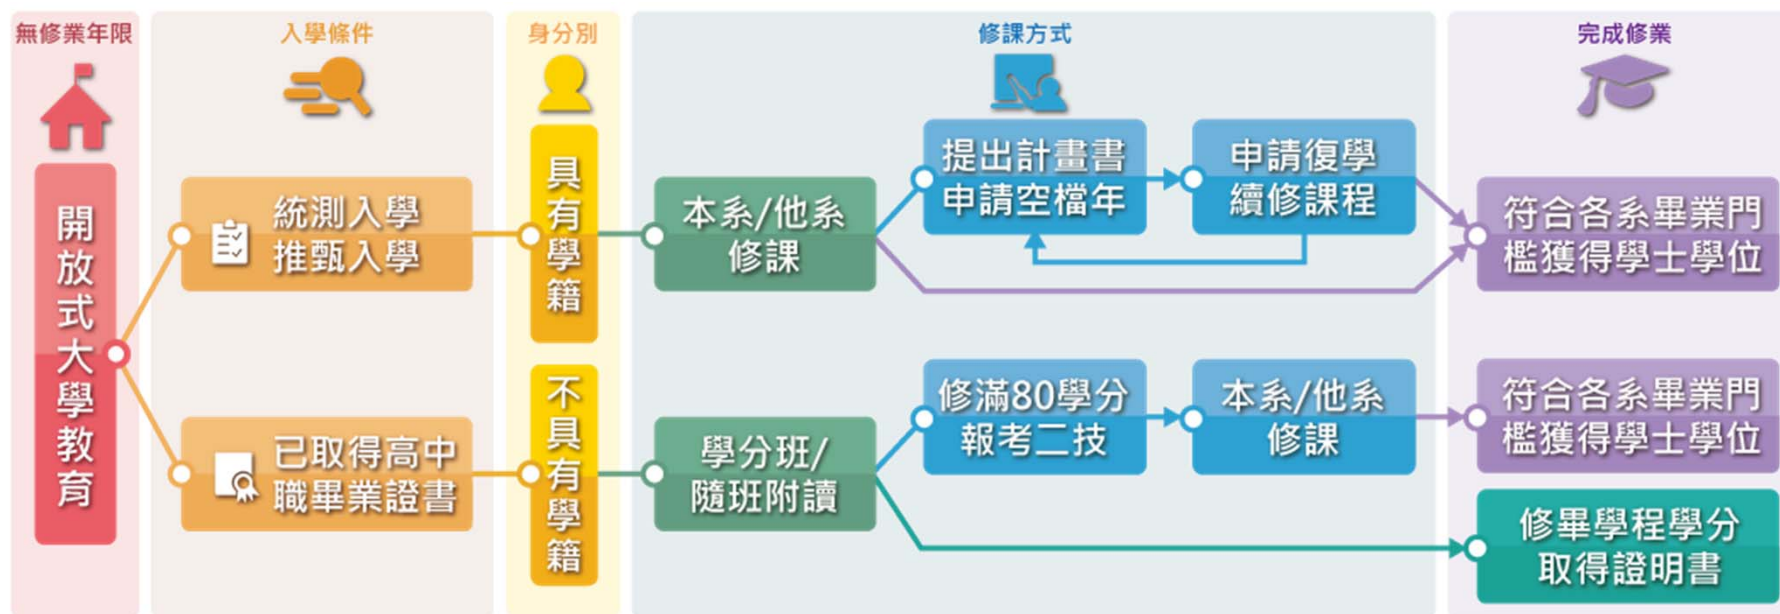 無修業年限
入學條件
身分別
修課方式
完成修業
開放式大學教育
統測入學
推甄入學
具有學籍
本系/他系
修課
提出計畫書
申請空檔年
申請復學
續修課程
符合各系畢業門
檻獲得學士學位
已取得高中
職畢業證書
不具有學籍
學分班/
隨班附讀
修滿80學分
報考二技
本系/他系
修課
符合各系畢業門
檻獲得學士學位
修畢學程學分
取得證明書